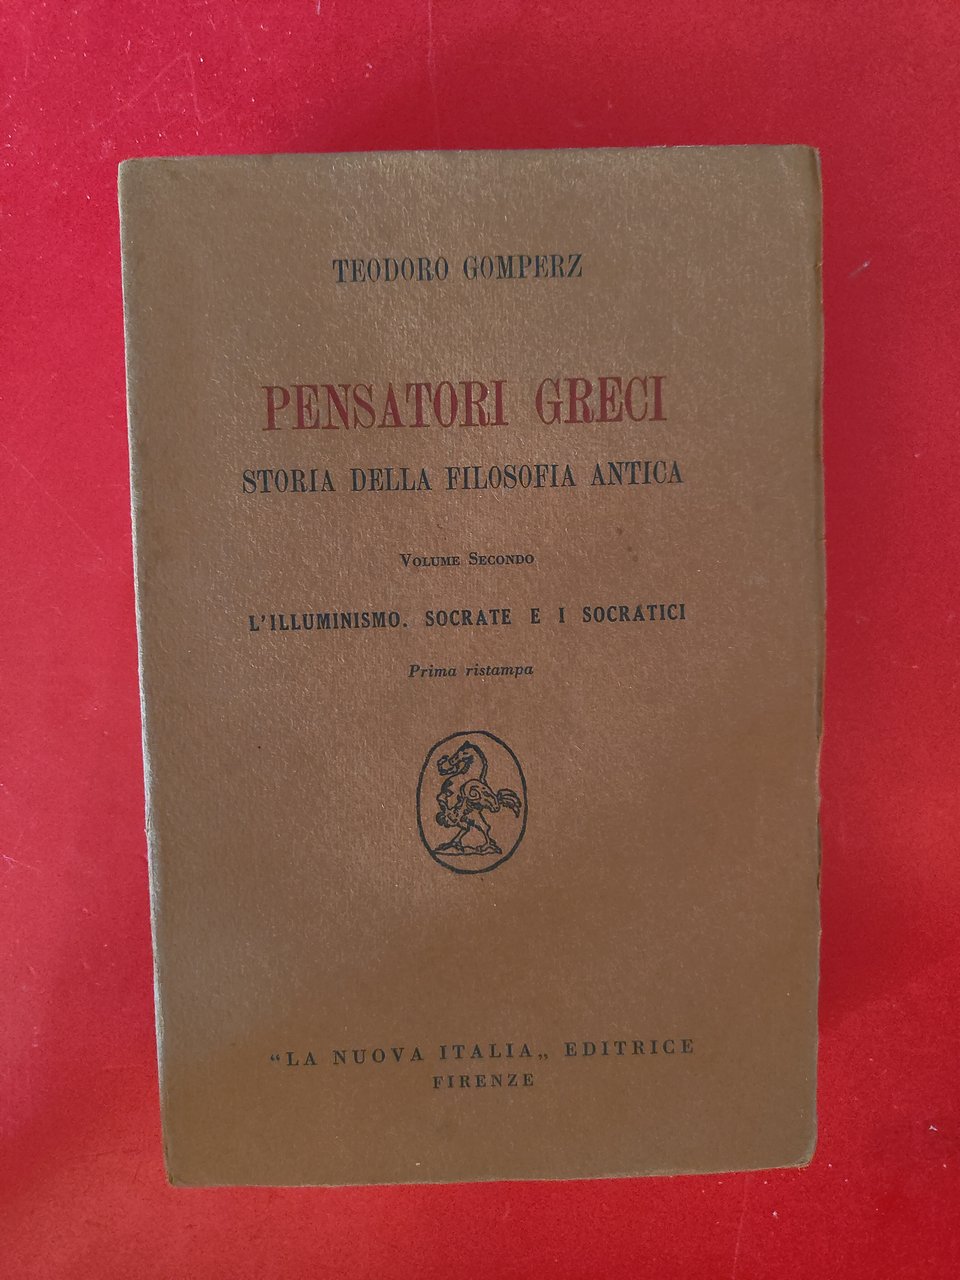 TEODORO GOMPERZ
PENSATORI GRECI
STORIA DELLA FILOSOFIA ANTICA
VOLUME SECONDO
L'ILLUMINISMO. SOCRATE E I SOCRATICI
Prima ristampa
“LA NUOVA ITALIA„ EDITRICE
FIRENZE